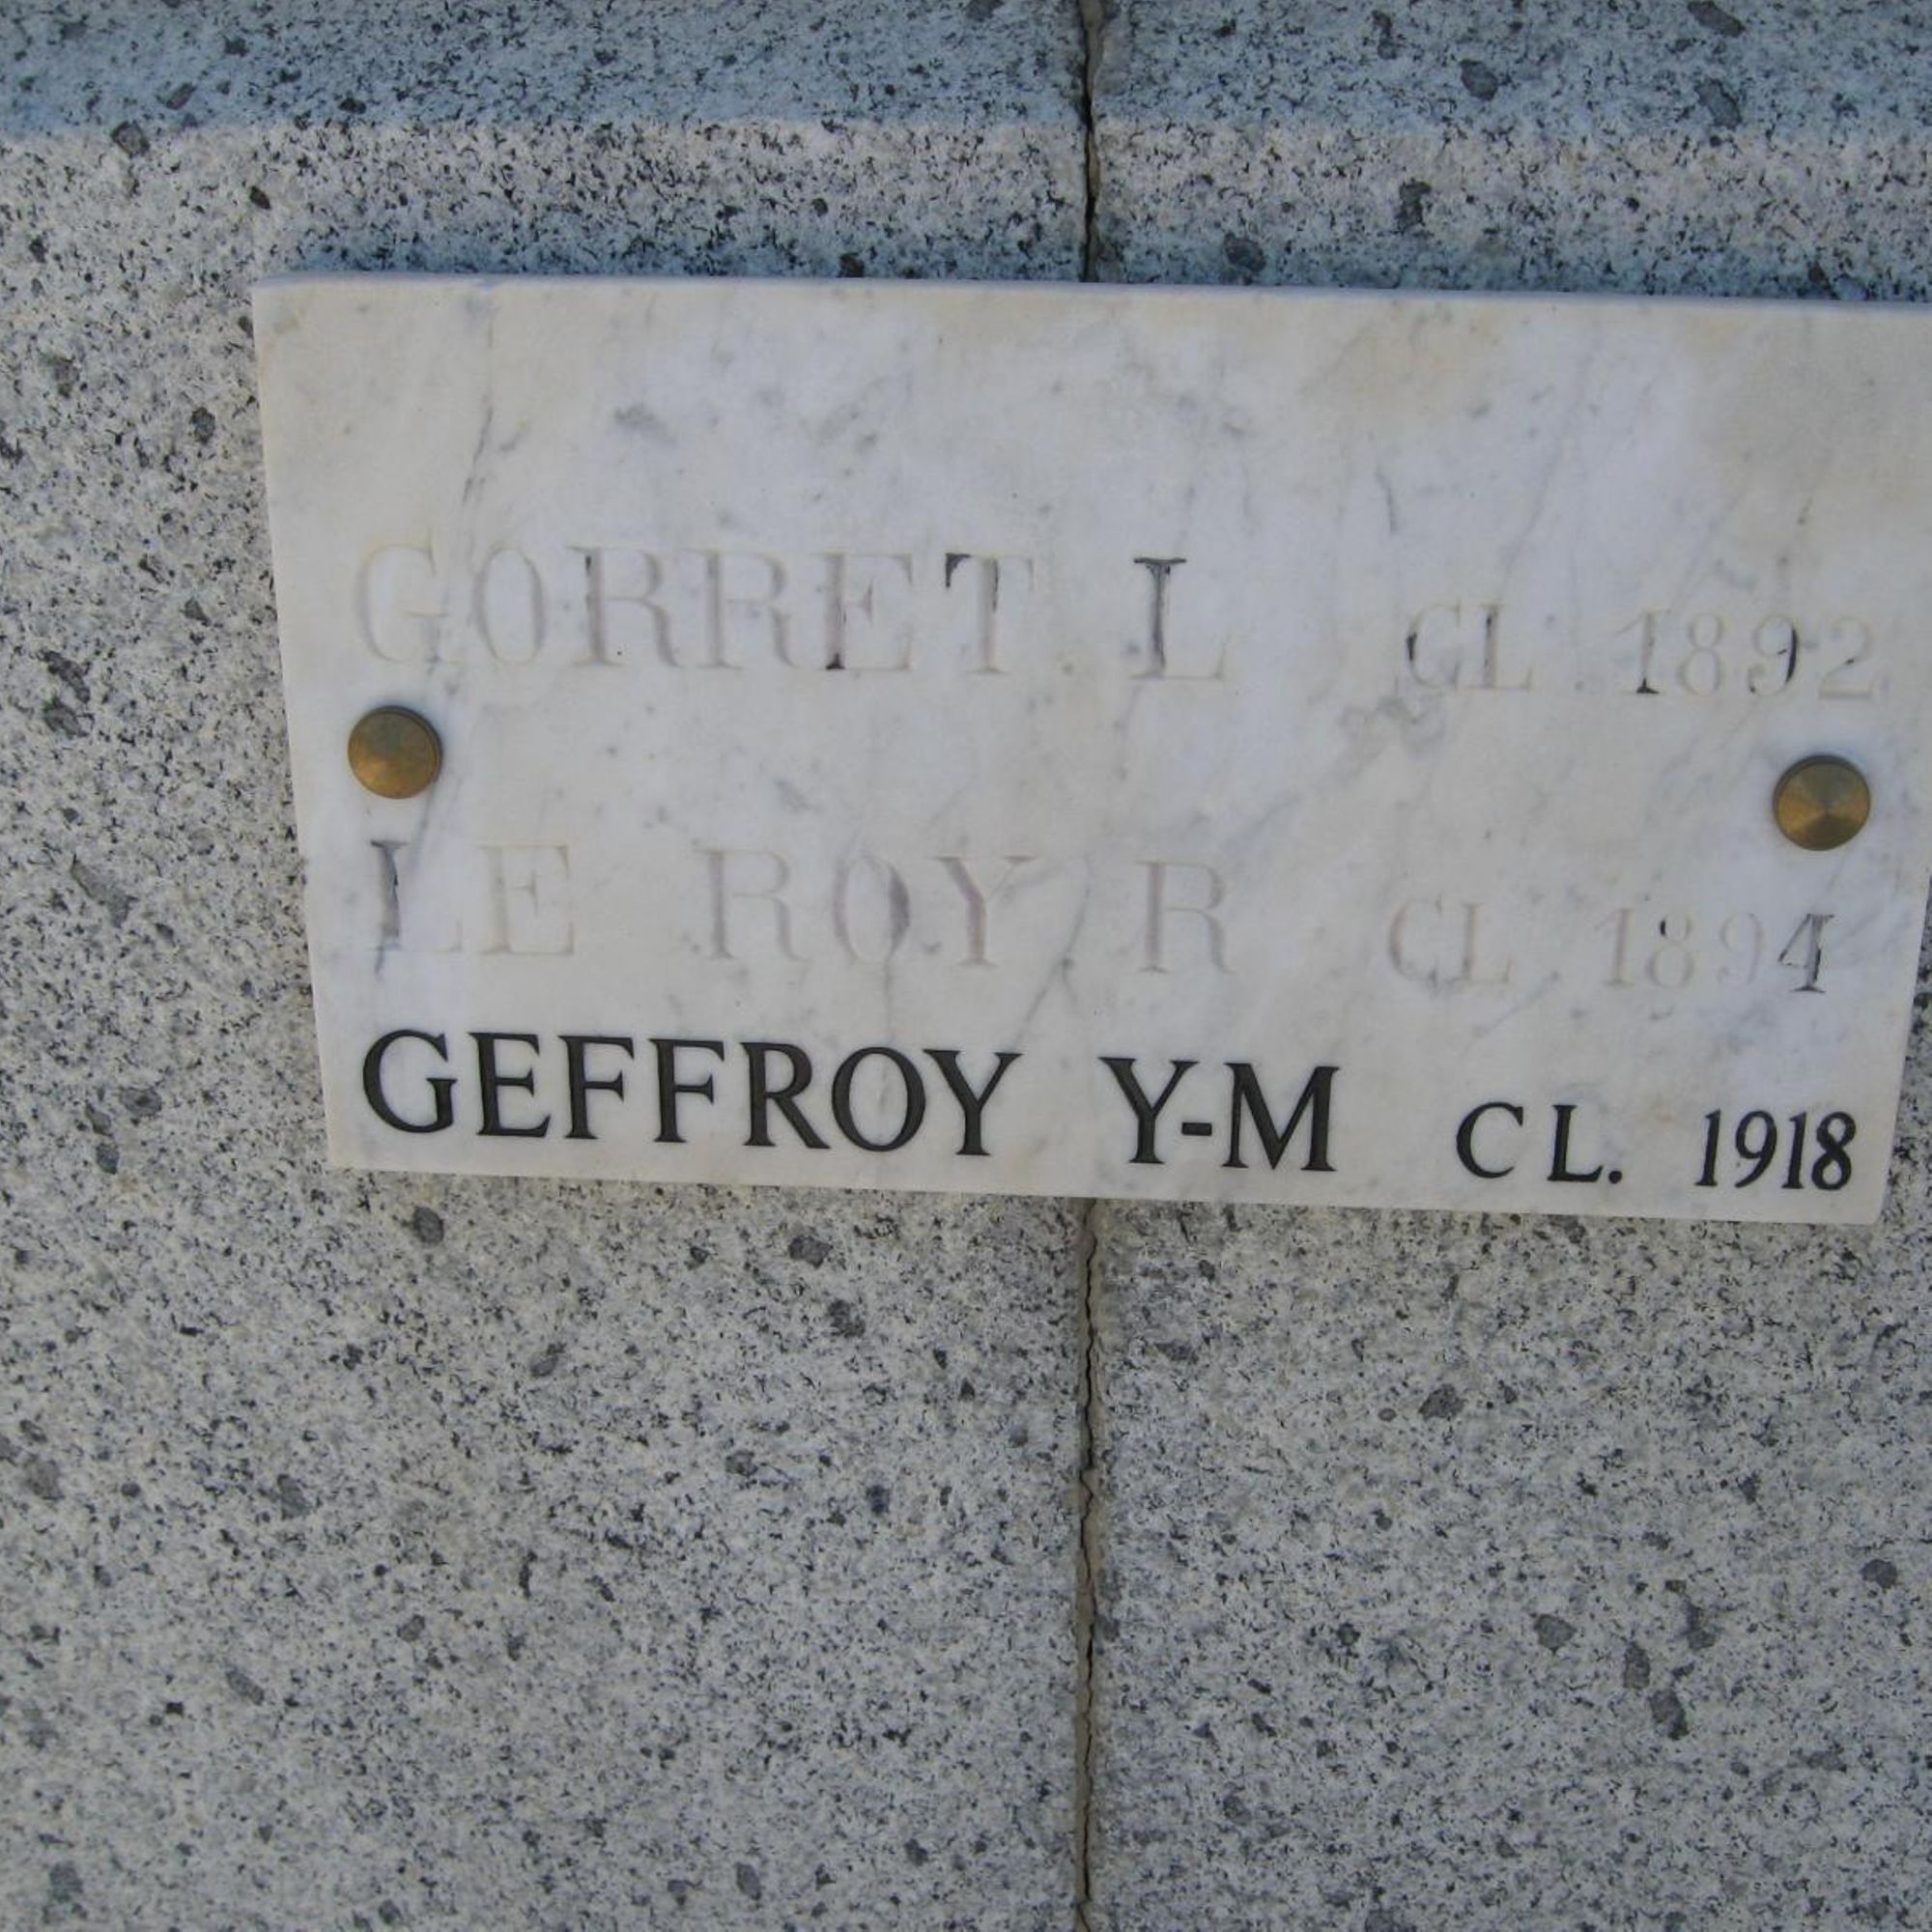 GORRET L CL. 1892
LE ROY R CL. 1894
GEFFROY Y-M CL. 1918